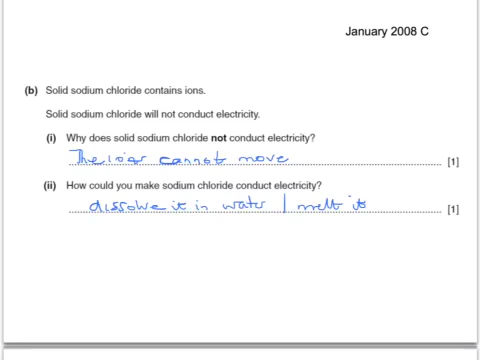 January 2008 C
(b) Solid sodium chloride contains ions.
Solid sodium chloride will not conduct electricity.
(i) Why does solid sodium chloride not conduct electricity?
The ions cannot move [1]
(ii) How could you make sodium chloride conduct electricity?
dissolve it in water / melt it [1]